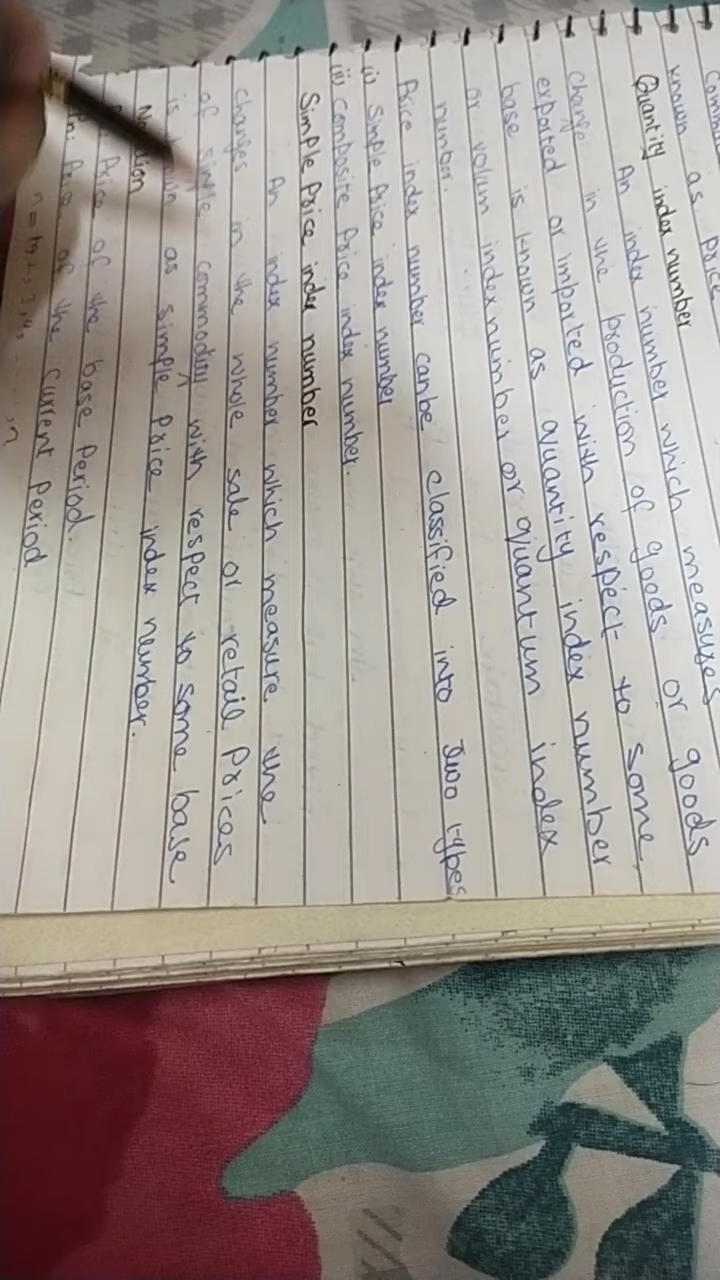 known as price
Quantity index number
An index number which measures
change in the production of goods or goods
exported or imported with respect to some
base is known as quantity index number
or volum index number or quantum index
number.
Price index number can be classified into Two types
(i) Simple Price index number
(ii) Composite Price index number.
Simple Price index number
An index number which measure the
changes in the whole sale or retail Prices
of single commodity with respect to some base
is as simple Price index number.
Price of the base Period.
Price of the current Period